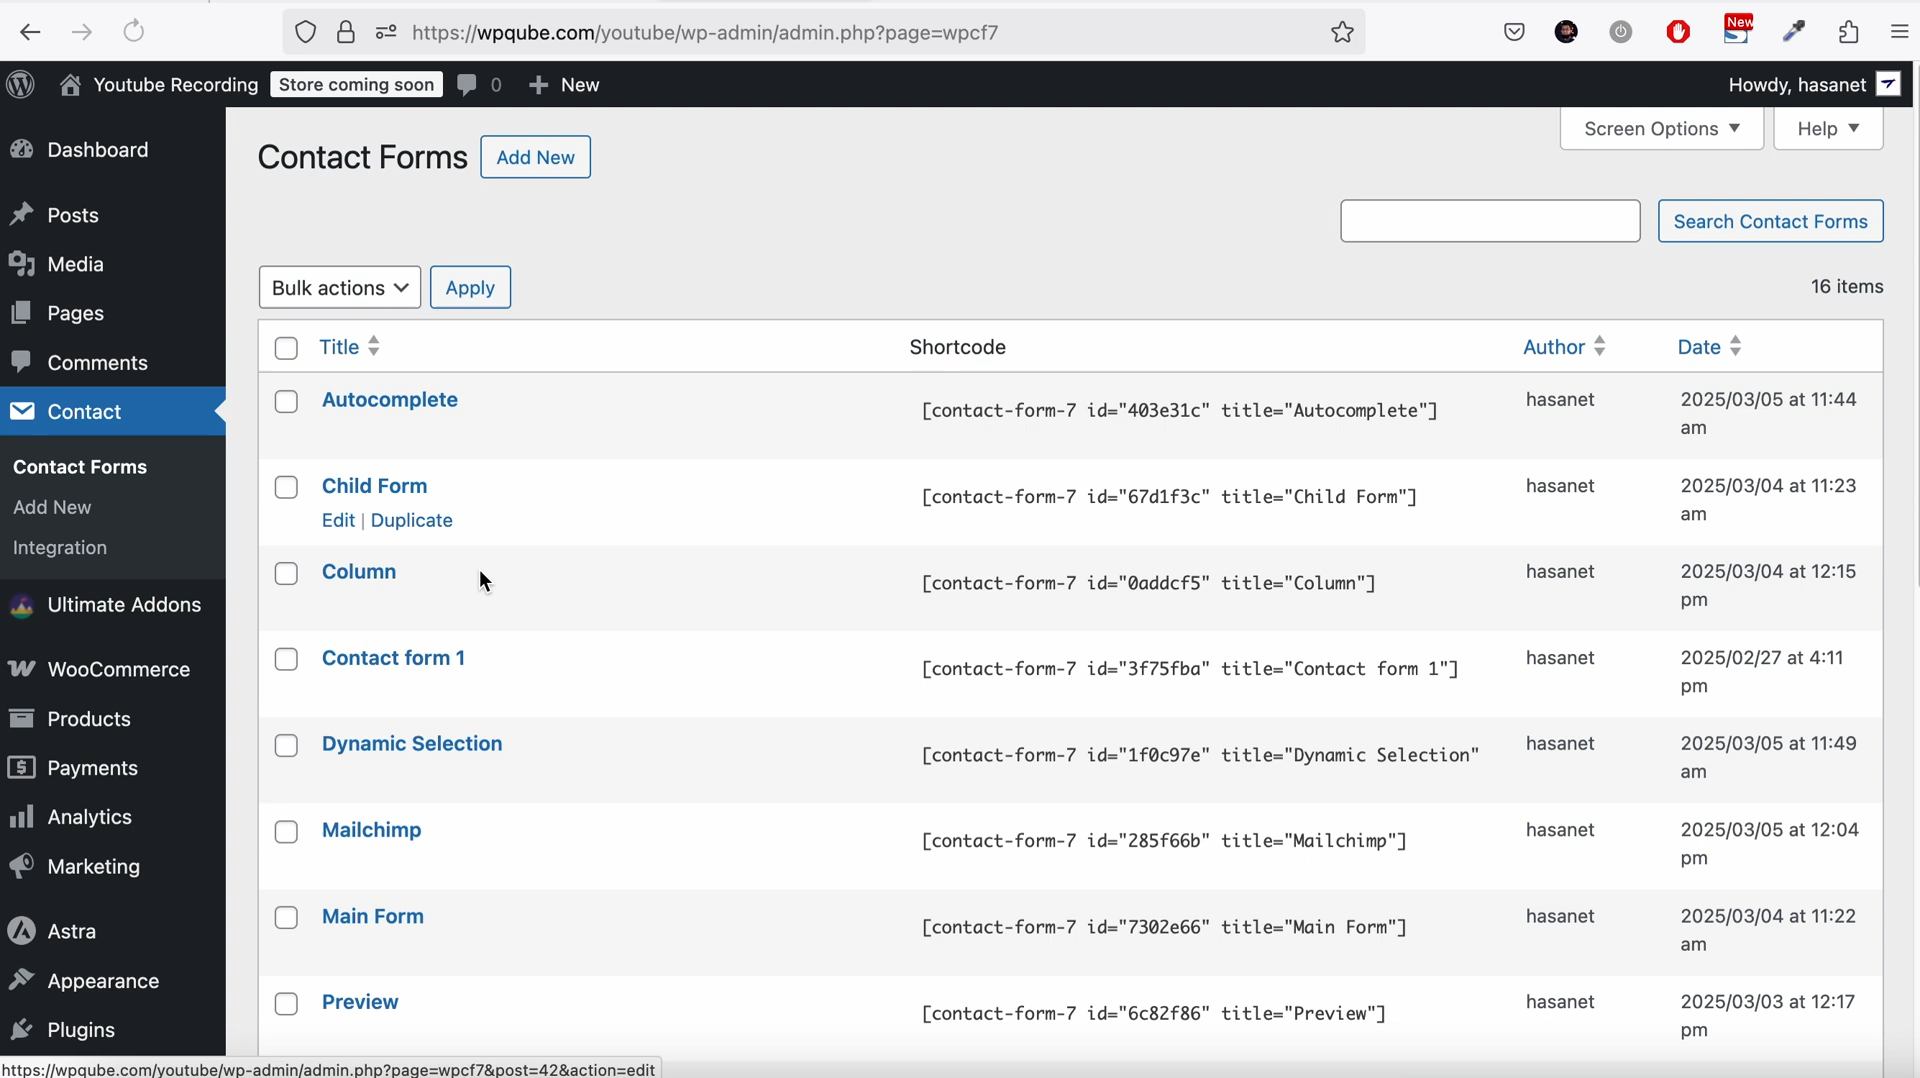 https://wpqube.com/youtube/wp-admin/admin.php?page=wpcf7
New
Youtube Recording
Store coming soon
0
New
Howdy, hasanet
Dashboard
Posts
Media
Pages
Comments
Contact
Contact Forms
Add New
Integration
Ultimate Addons
WooCommerce
Products
Payments
Analytics
Marketing
Astra
Appearance
Plugins
Screen Options
Help
Contact Forms
Add New
Search Contact Forms
Bulk actions
Apply
16 items
Title Shortcode Author Date
Autocomplete [contact-form-7 id="403e31c" title="Autocomplete"] hasanet 2025/03/05 at 11:44
am
Child Form [contact-form-7 id="67d1f3c" title="Child Form"] hasanet 2025/03/04 at 11:23
am
Edit | Duplicate
Column [contact-form-7 id="0addcf5" title="Column"] hasanet 2025/03/04 at 12:15
pm
Contact form 1 [contact-form-7 id="3f75fba" title="Contact form 1"] hasanet 2025/02/27 at 4:11
pm
Dynamic Selection [contact-form-7 id="1f0c97e" title="Dynamic Selection" hasanet 2025/03/05 at 11:49
am
Mailchimp [contact-form-7 id="285f66b" title="Mailchimp"] hasanet 2025/03/05 at 12:04
pm
Main Form [contact-form-7 id="7302e66" title="Main Form"] hasanet 2025/03/04 at 11:22
am
Preview [contact-form-7 id="6c82f86" title="Preview"] hasanet 2025/03/03 at 12:17
pm
https://wpqube.com/youtube/wp-admin/admin.php?page=wpcf7&post=42&action=edit